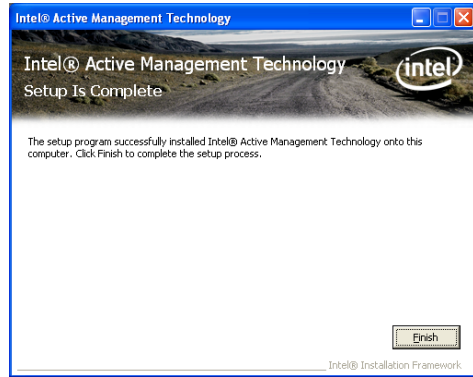 Intel® Active Management Technology
Intel® Active Management Technology
Setup Is Complete
intel
The setup program successfully installed Intel® Active Management Technology onto this
computer. Click Finish to complete the setup process.
Finish
Intel® Installation Framework